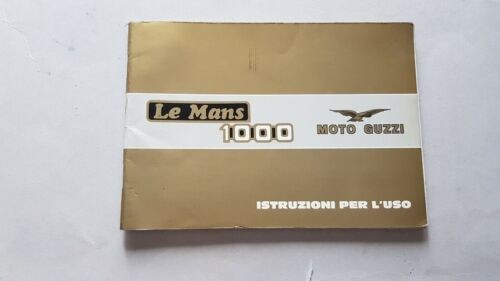 Le Mans
1000
MOTO GUZZI
ISTRUZIONI PER L'USO